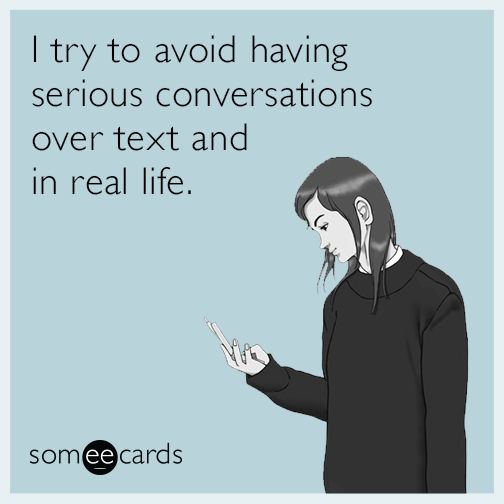 I try to avoid having
serious conversations
over text and
in real life.
someecards